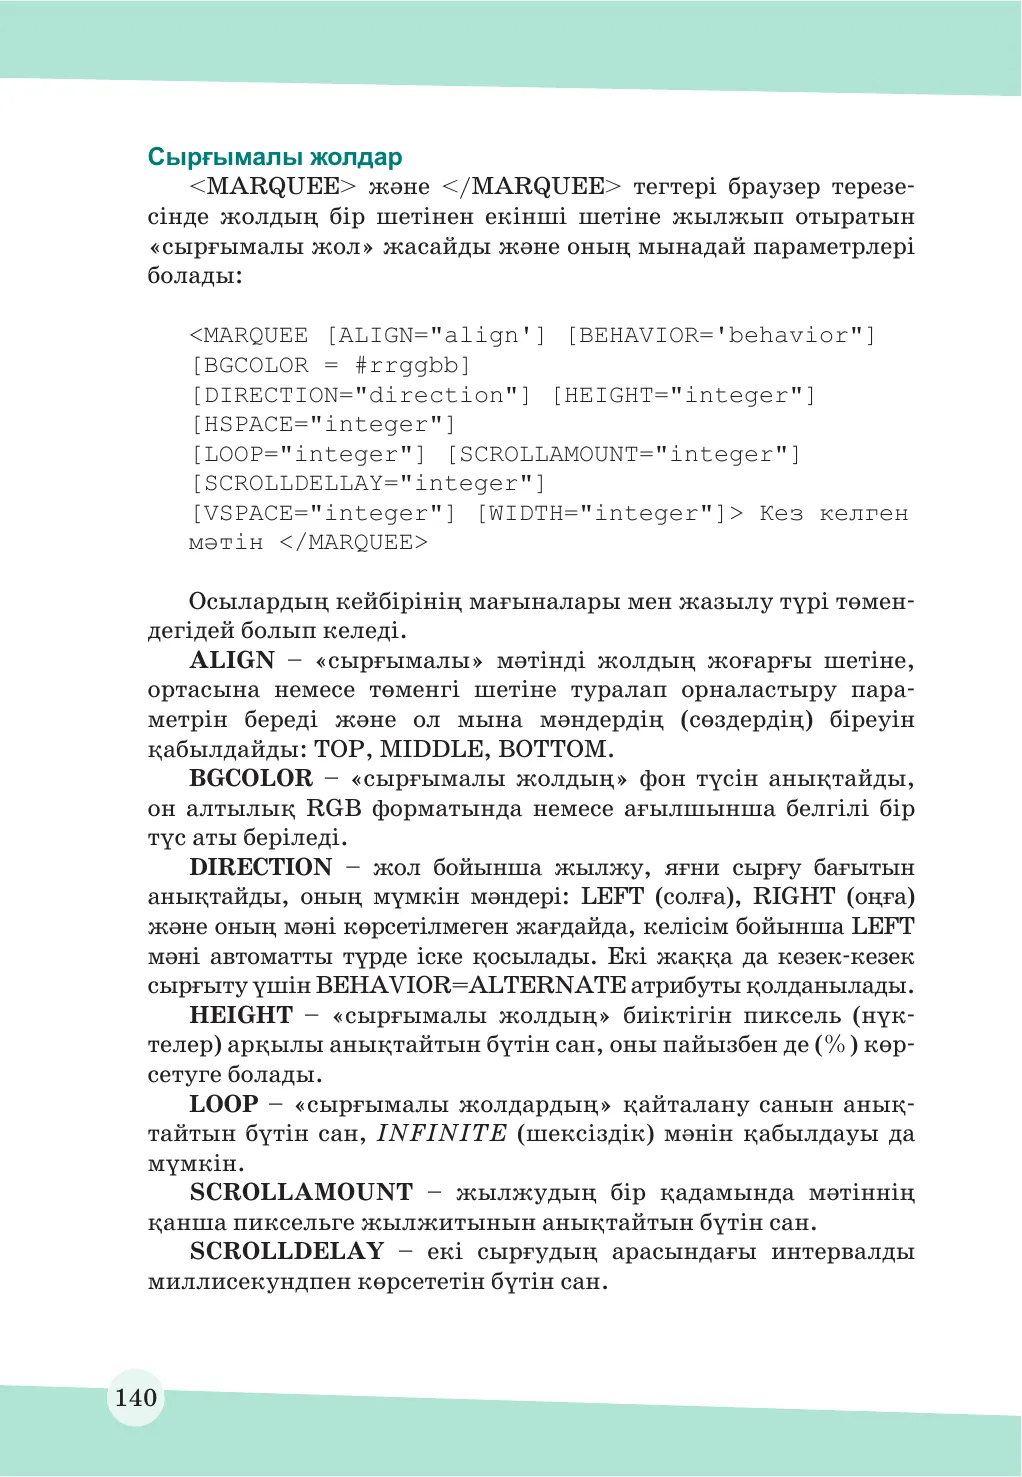 Сырғымалы жолдар
<MARQUEE> және </MARQUEE> тегтері браузер терезе-
сінде жолдың бір шетінен екінші шетіне жылжып отыратын
«сырғымалы жол» жасайды және оның мынадай параметрлері
болады:
<MARQUEE [ALIGN="align'] [BEHAVIOR='behavior"]
[BGCOLOR = #rrggbb]
[DIRECTION="direction"] [HEIGHT="integer"]
[HSPACE="integer"]
[LOOP="integer"] [SCROLLAMOUNT="integer"]
[SCROLLDELLAY="integer"]
[VSPACE="integer"] [WIDTH="integer"]> Кез келген
мәтін </MARQUEE>
Осылардың кейбірінің мағыналары мен жазылу түрі төмен-
дегідей болып келеді.
ALIGN – «сырғымалы» мәтінді жолдың жоғарғы шетіне,
ортасына немесе төменгі шетіне туралап орналастыру пара-
метрін береді және ол мына мәндердің (сөздердің) біреуін
қабылдайды: TOP, MIDDLE, BOTTOM.
BGCOLOR – «сырғымалы жолдың» фон түсін анықтайды,
он алтылық RGB форматында немесе ағылшынша белгілі бір
түс аты беріледі.
DIRECTION – жол бойынша жылжу, яғни сырғу бағытын
анықтайды, оның мүмкін мәндері: LEFT (солға), RIGHT (оңға)
және оның мәні көрсетілмеген жағдайда, келісім бойынша LEFT
мәні автоматты түрде іске қосылады. Екі жаққа да кезек-кезек
сырғыту үшін BEHAVIOR=ALTERNATE атрибуты қолданылады.
HEIGHT – «сырғымалы жолдың» биіктігін пиксель (нүк-
телер) арқылы анықтайтын бүтін сан, оны пайызбен де (%) көр-
сетуге болады.
LOOP – «сырғымалы жолдардың» қайталану санын анық-
тайтын бүтін сан, INFINITE (шексіздік) мәнін қабылдауы да
мүмкін.
SCROLLAMOUNT – жылжудың бір қадамында мәтіннің
қанша пиксельге жылжитынын анықтайтын бүтін сан.
SCROLLDELAY – екі сырғудың арасындағы интервалды
миллисекундпен көрсететін бүтін сан.
140